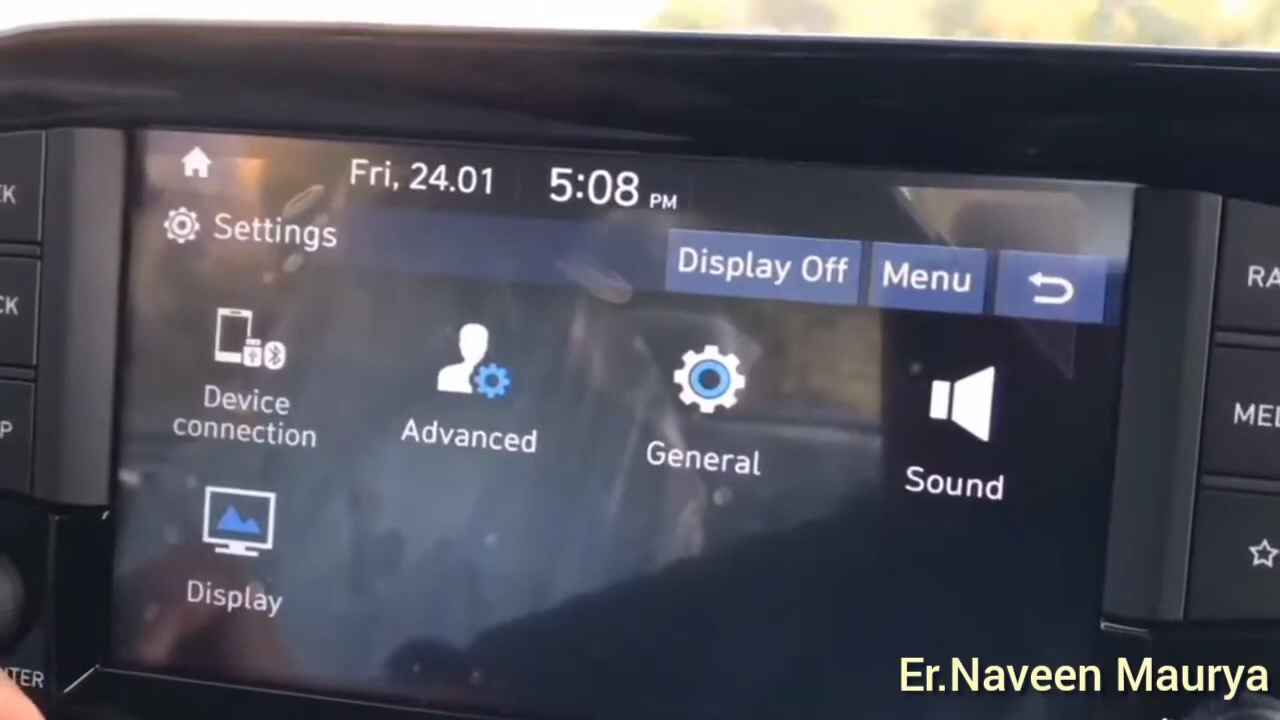 Fri, 24.01
5:08 PM
Settings
Display Off
Menu
Device
connection
Advanced
General
Sound
Display
Er.Naveen Maurya